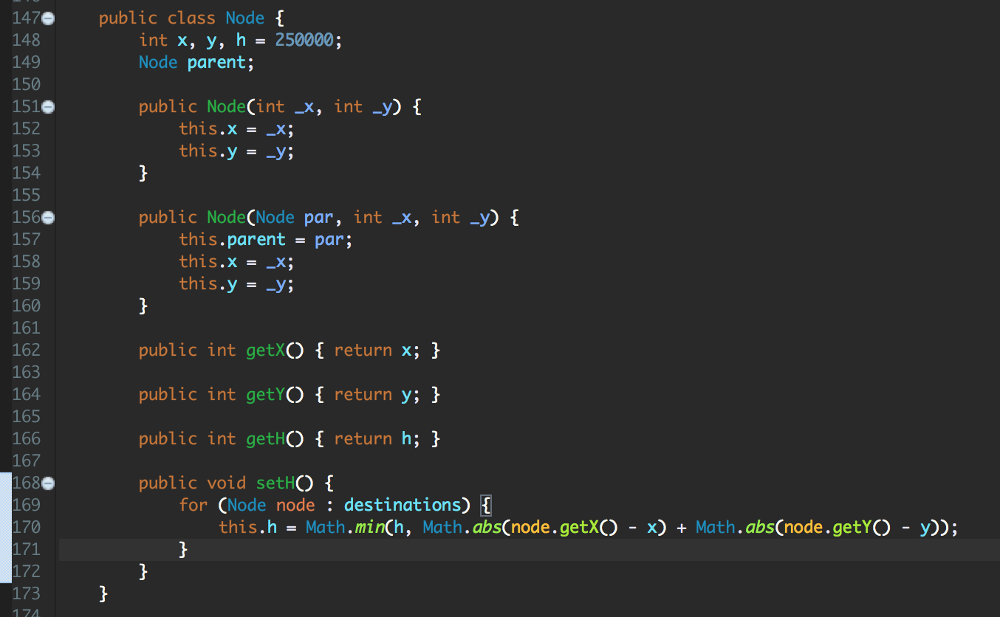 147 public class Node {
148 int x, y, h = 250000;
149 Node parent;
150
151 public Node(int _x, int _y) {
152 this.x = _x;
153 this.y = _y;
154 }
155
156 public Node(Node par, int _x, int _y) {
157 this.parent = par;
158 this.x = _x;
159 this.y = _y;
160 }
161
162 public int getX() { return x; }
163
164 public int getY() { return y; }
165
166 public int getH() { return h; }
167
168 public void setH() {
169 for (Node node : destinations) {
170 this.h = Math.min(h, Math.abs(node.getX() - x) + Math.abs(node.getY() - y));
171 }
172 }
173 }
174